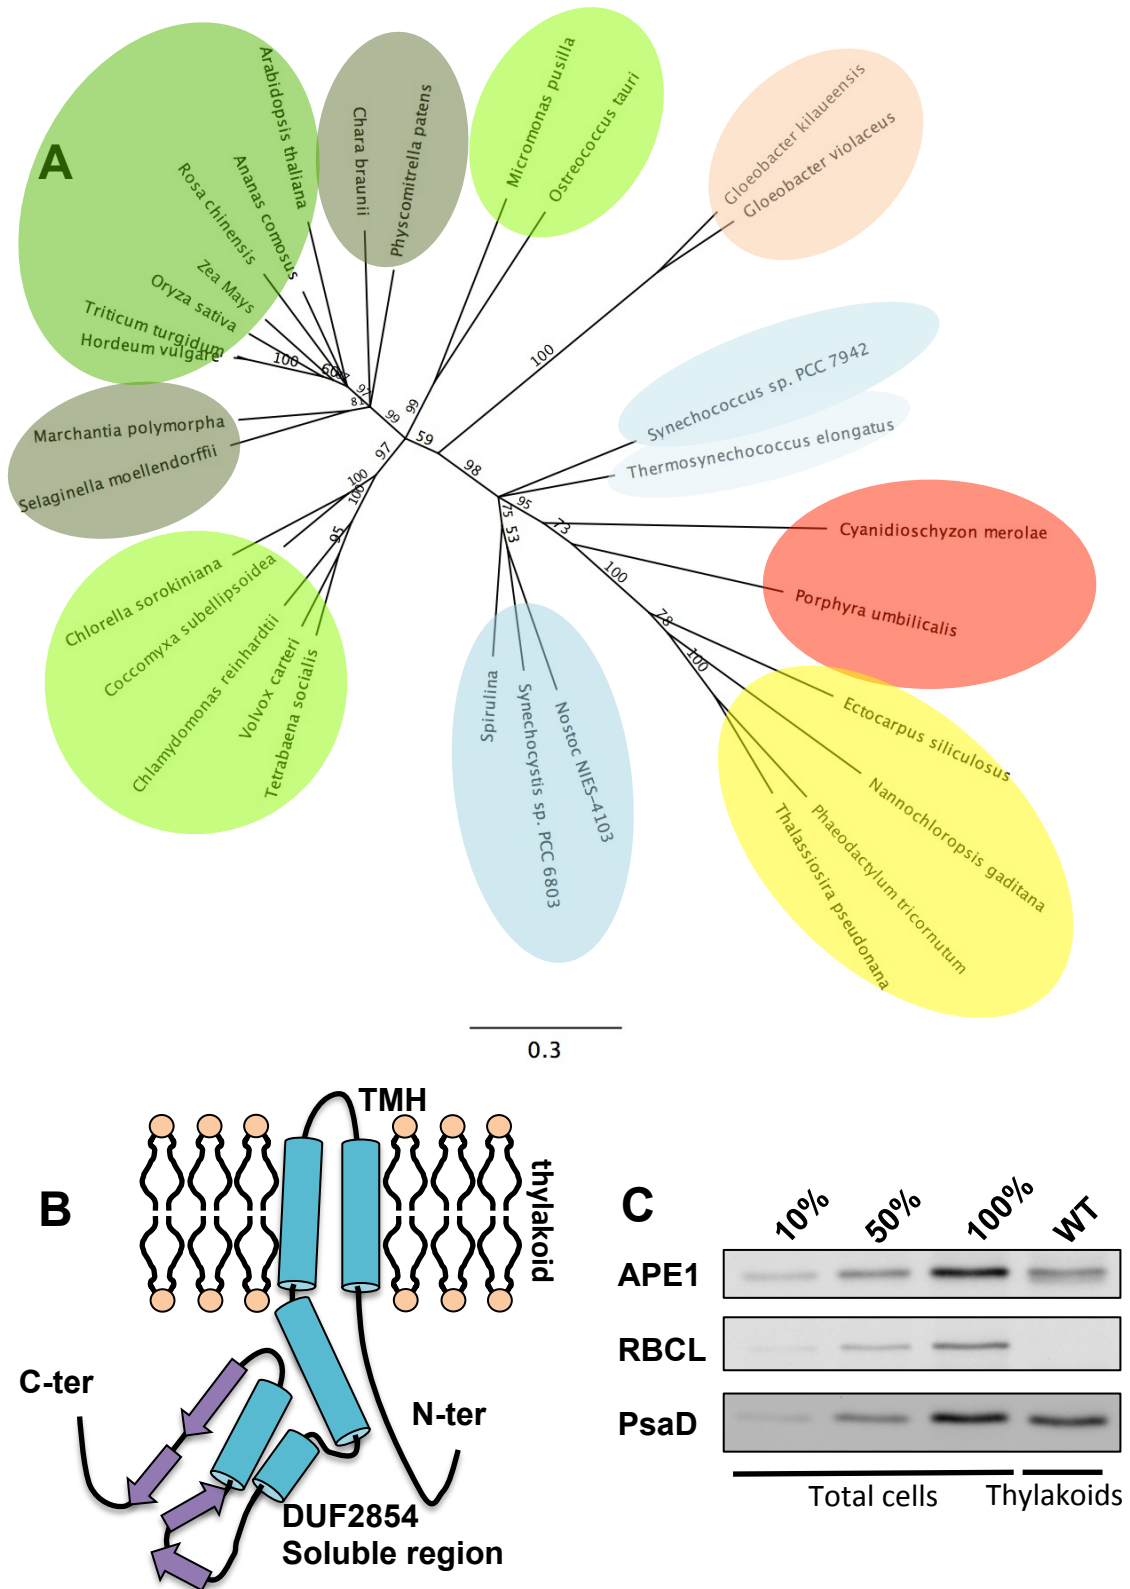 A
Arabidopsis thaliana
Ananas comosus
Rosa chinensis
Zea Mays
Oryza sativa
Triticum turgidum
Hordeum vulgare
Chara braunii
Physcomitrella patens
Micromonas pusilla
Ostreococcus tauri
Gloeobacter kilaueensis
Gloeobacter violaceus
Synechococcus sp. PCC 7942
Thermosynechococcus elongatus
Cyanidioschyzon merolae
Porphyra umbilicalis
Ectocarpus siliculosus
Nannochloropsis gaditana
Phaeodactylum tricornutum
Thalassiosira pseudonana
Nostoc NIES-4103
Synechocystis sp. PCC 6803
Spirulina
Tetrabaena socialis
Volvox carteri
Chlamydomonas reinhardtii
Coccomyxa subellipsoidea
Chlorella sorokiniana
Selaginella moellendorffii
Marchantia polymorpha
100
60
97
81
99
99
59
100
98
97
100
100
95
75
53
95
73
100
78
100
0.3
B
TMH
thylakoid
C-ter
N-ter
DUF2854
Soluble region
C
10%
50%
100%
WT
APE1
RBCL
PsaD
Total cells
Thylakoids